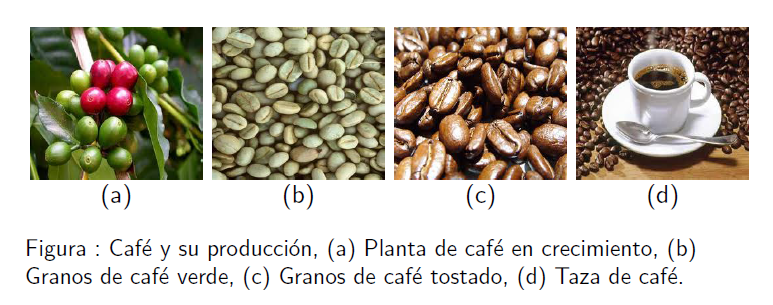 (a) (b) (c) (d)
Figura : Café y su producción, (a) Planta de café en crecimiento, (b)
Granos de café verde, (c) Granos de café tostado, (d) Taza de café.